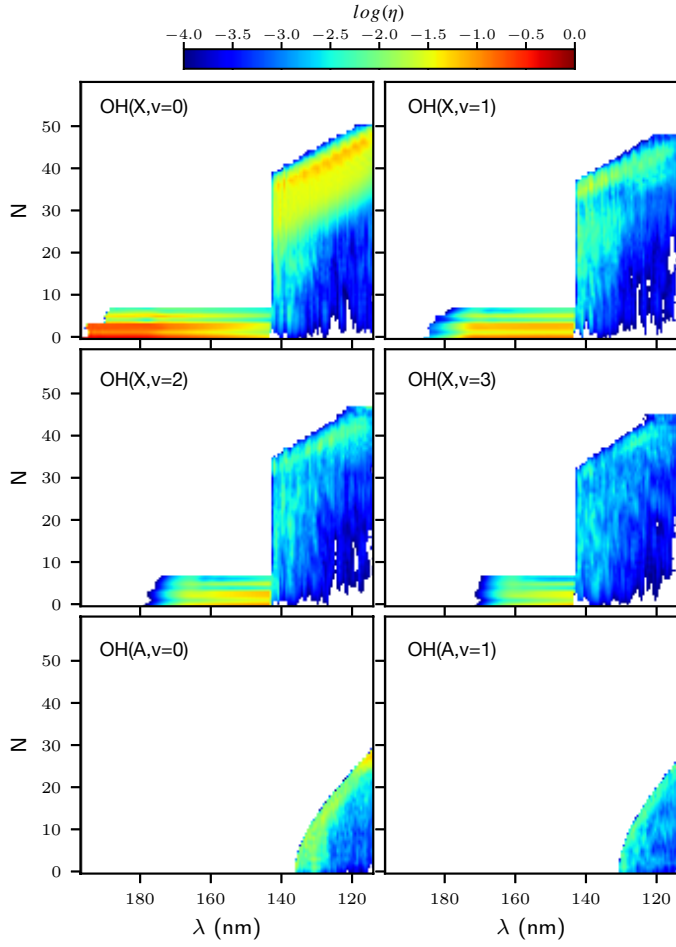 log(η)
−4.0 −3.5 −3.0 −2.5 −2.0 −1.5 −1.0 −0.5 0.0
OH(X,v=0) OH(X,v=1)
50
40
30
20
10
0
N
OH(X,v=2) OH(X,v=3)
50
40
30
20
10
0
N
OH(A,v=0) OH(A,v=1)
50
40
30
20
10
0
N
180 160 140 120 180 160 140 120
λ (nm) λ (nm)